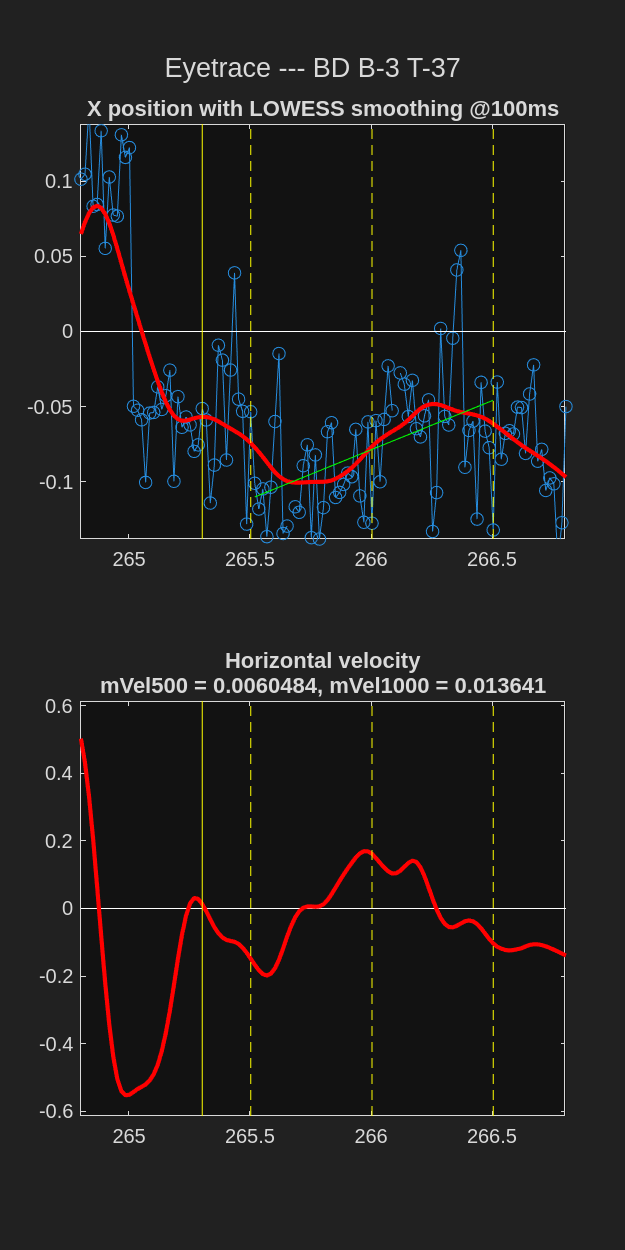 Eyetrace --- BD B-3 T-37
X position with LOWESS smoothing @100ms
0.1
0.05
0
-0.05
-0.1
265 265.5 266 266.5
Horizontal velocity
mVel500 = 0.0060484, mVel1000 = 0.013641
0.6
0.4
0.2
0
-0.2
-0.4
-0.6
265 265.5 266 266.5